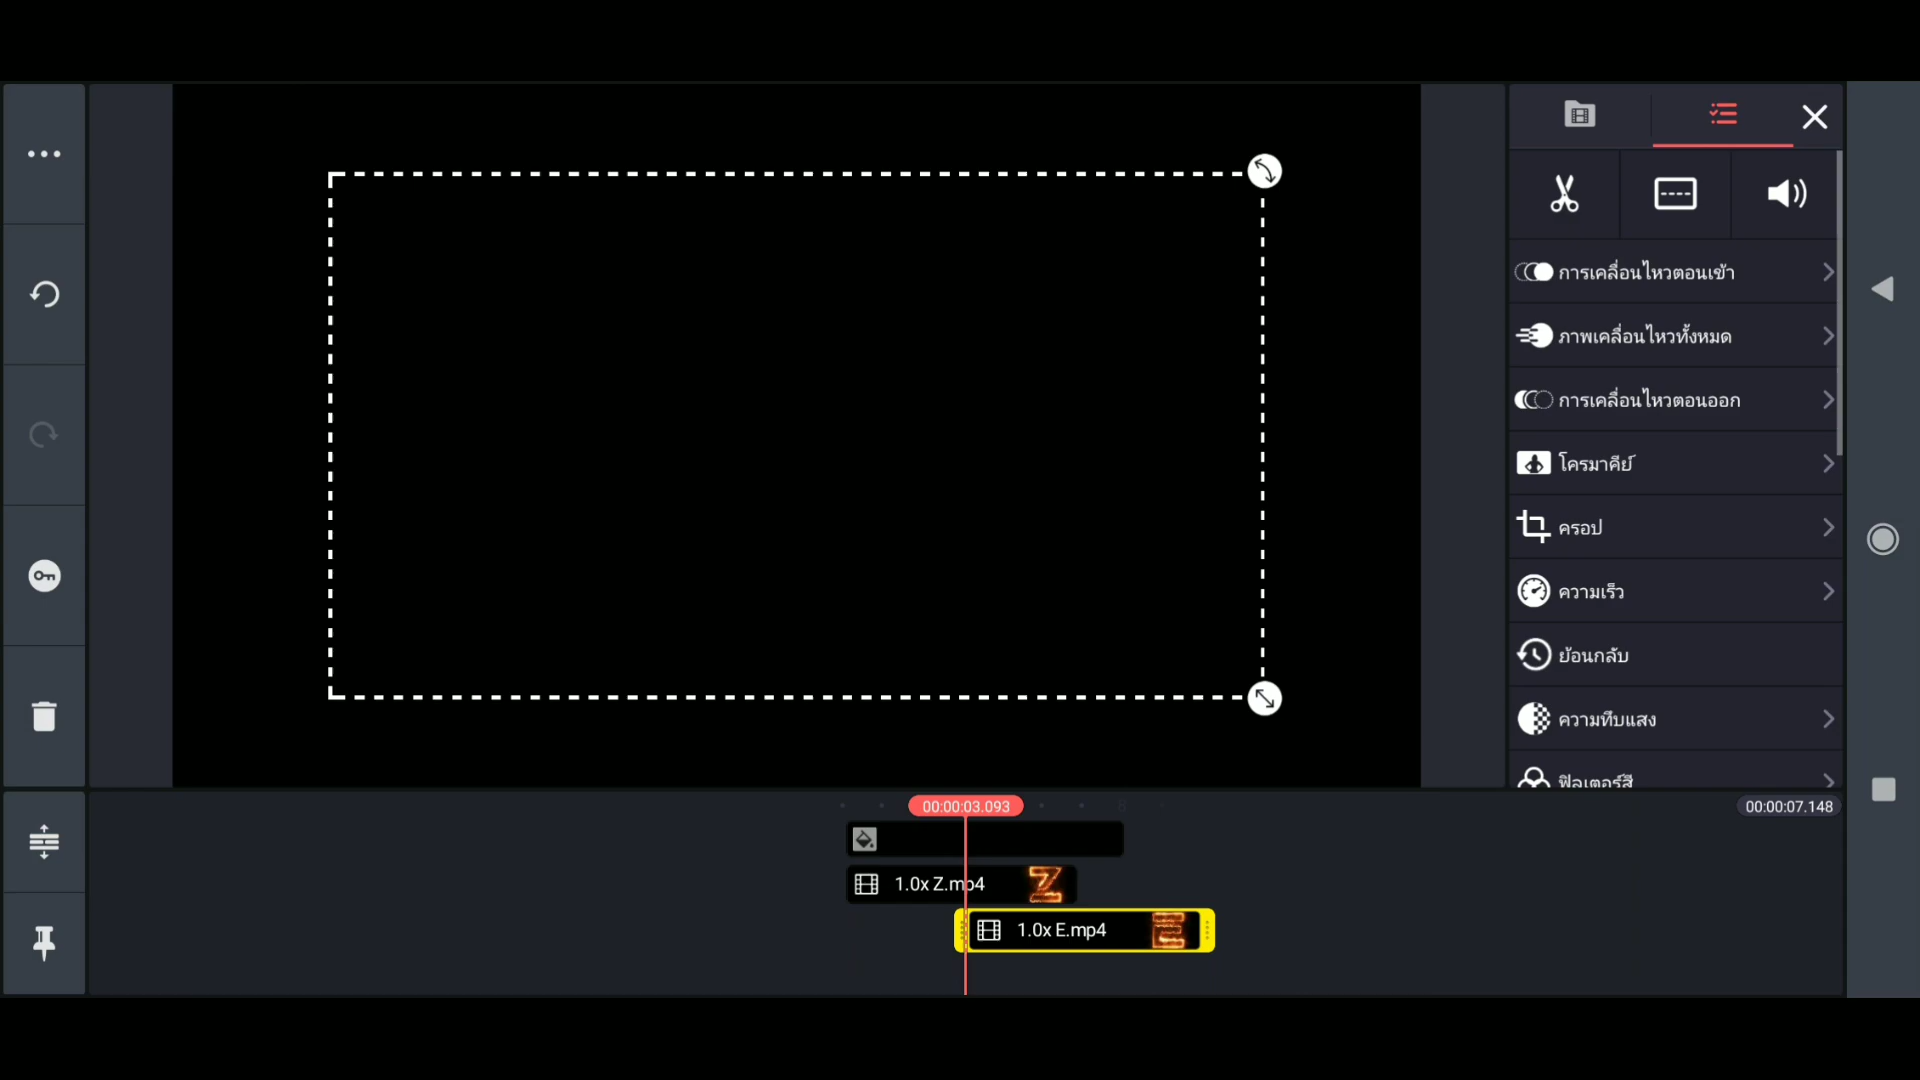 การเคลื่อนไหวตอนเข้า
ภาพเคลื่อนไหวทั้งหมด
การเคลื่อนไหวตอนออก
โครมาคีย์
ครอป
ความเร็ว
ย้อนกลับ
ความทึบแสง
ฟิลเตอร์สี
00:00:03.093
8
00:00:07.148
1.0x Z.mp4
Z
1.0x E.mp4
E